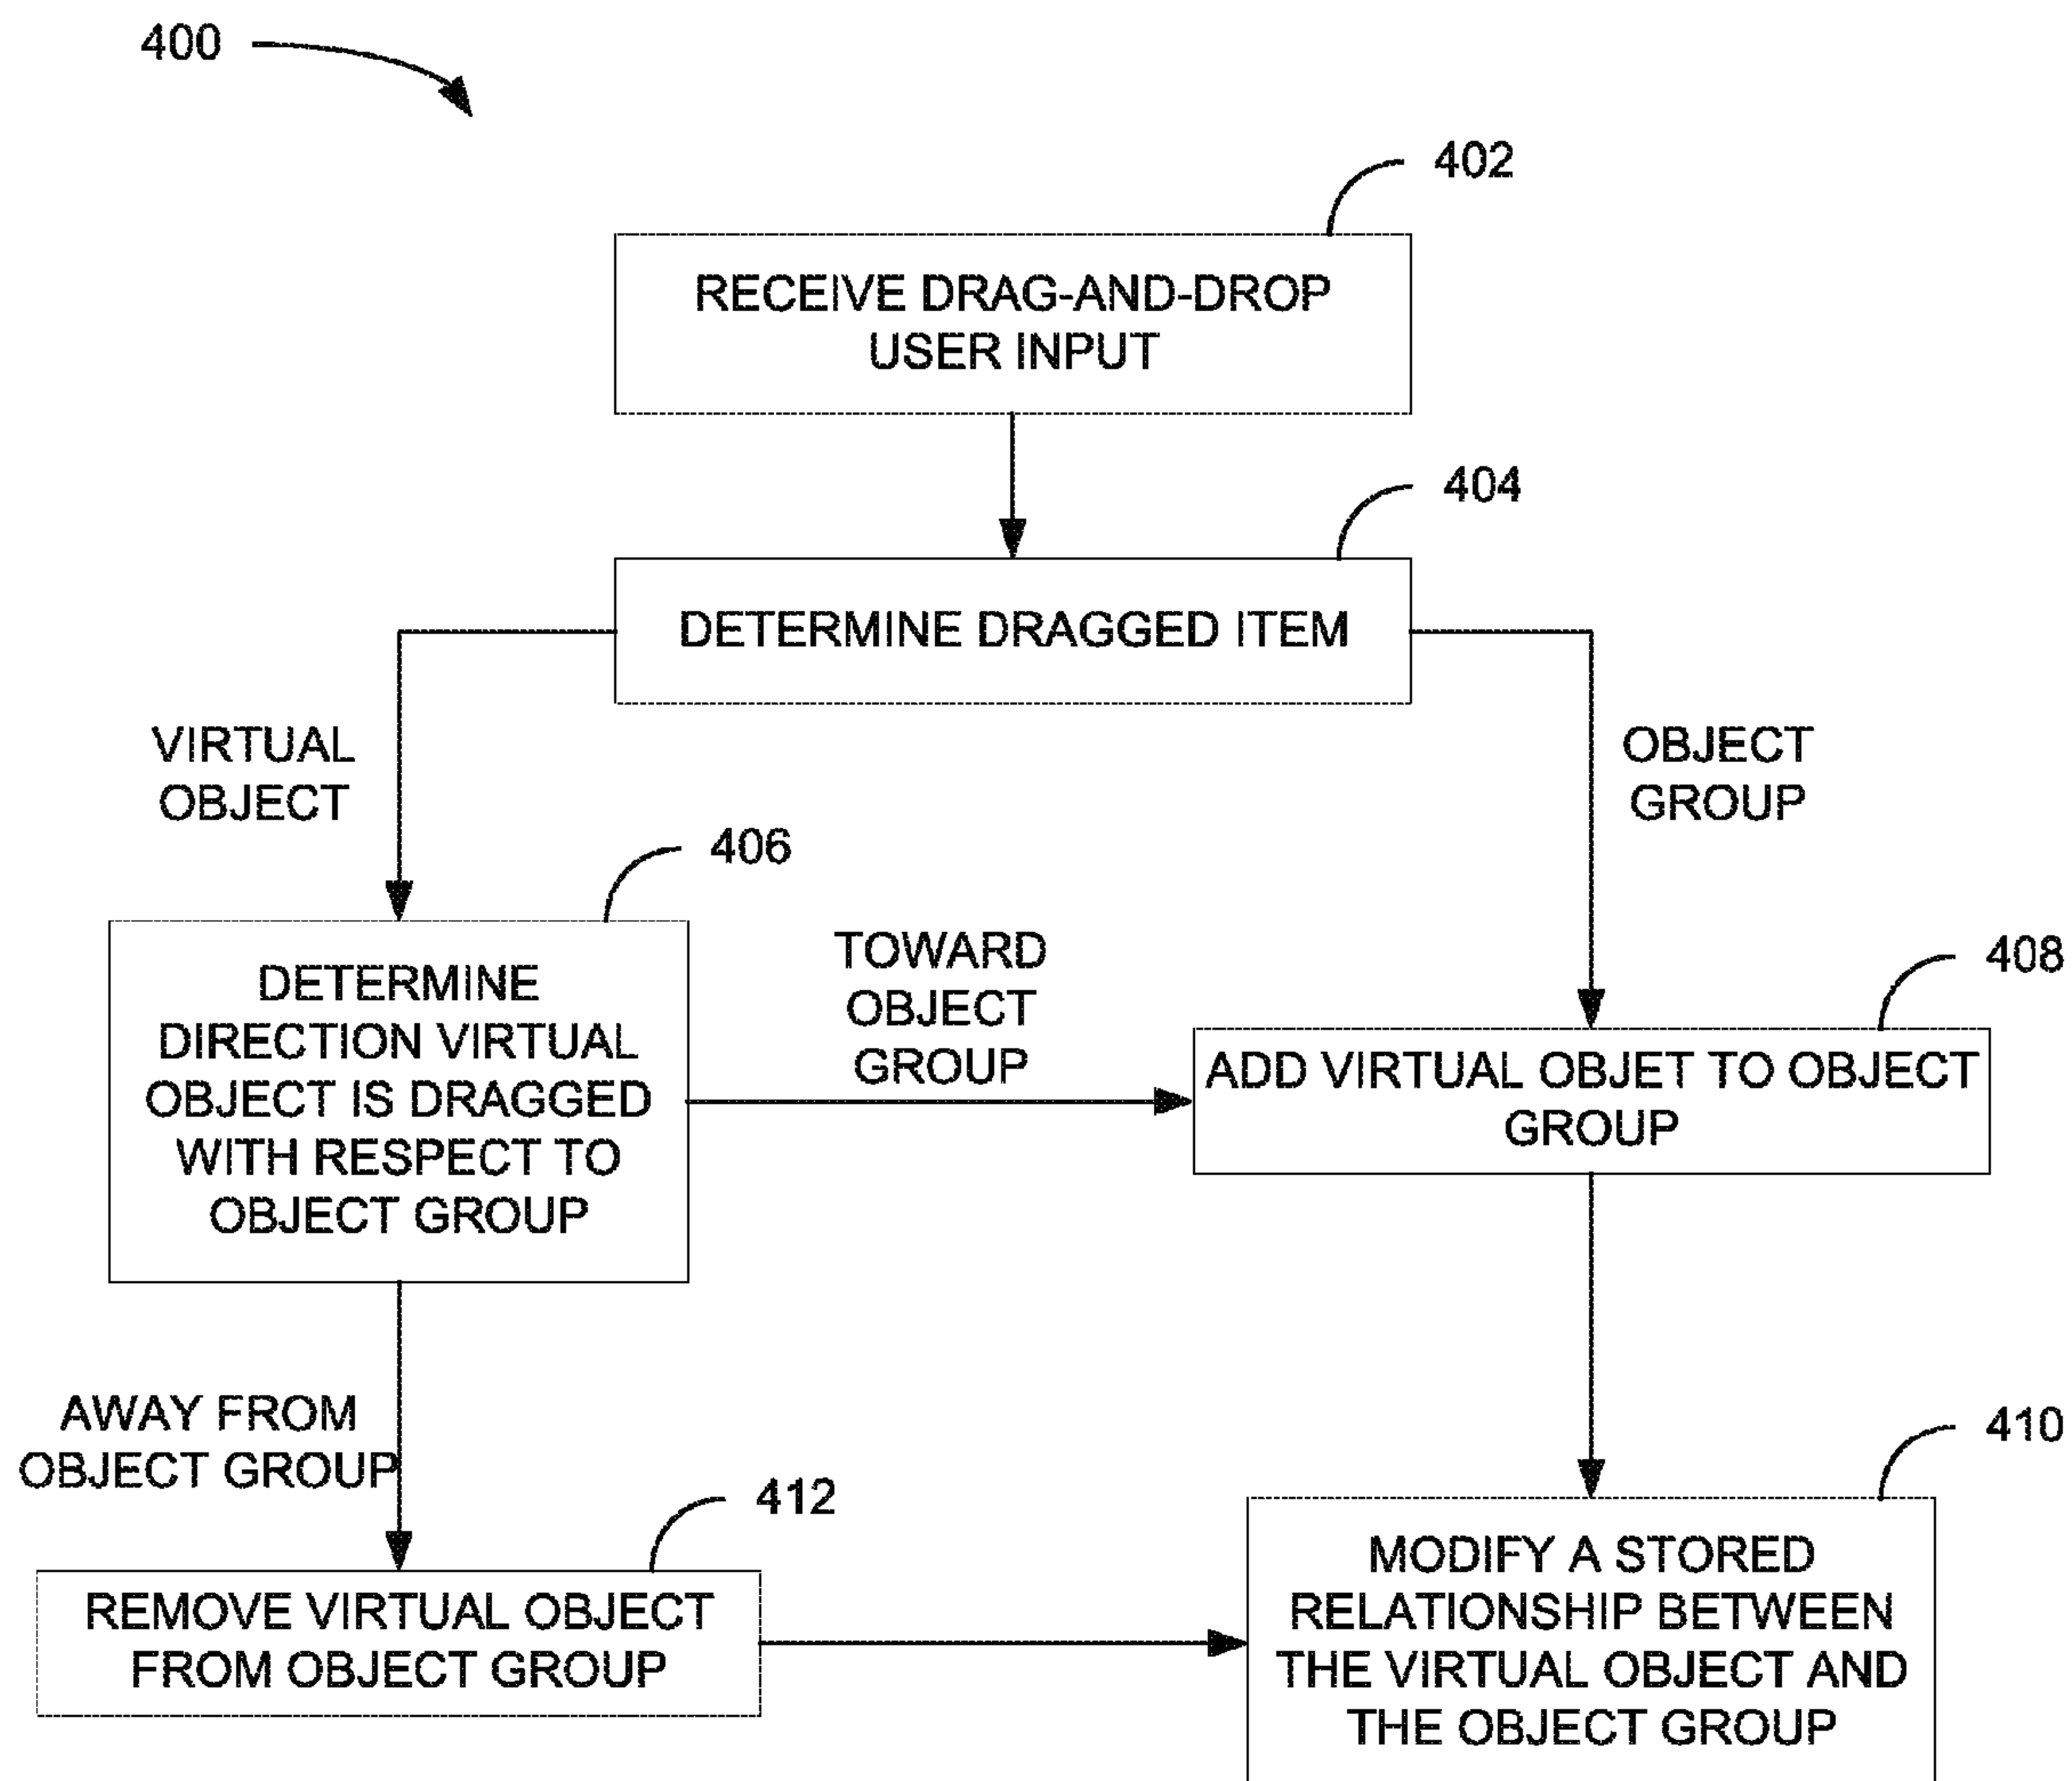 400
402
RECEIVE DRAG-AND-DROP
USER INPUT
404
DETERMINE DRAGGED ITEM
VIRTUAL
OBJECT
OBJECT
GROUP
406
DETERMINE
DIRECTION VIRTUAL
OBJECT IS DRAGGED
WITH RESPECT TO
OBJECT GROUP
TOWARD
OBJECT
GROUP
408
ADD VIRTUAL OBJET TO OBJECT
GROUP
AWAY FROM
OBJECT GROUP
412
REMOVE VIRTUAL OBJECT
FROM OBJECT GROUP
410
MODIFY A STORED
RELATIONSHIP BETWEEN
THE VIRTUAL OBJECT AND
THE OBJECT GROUP